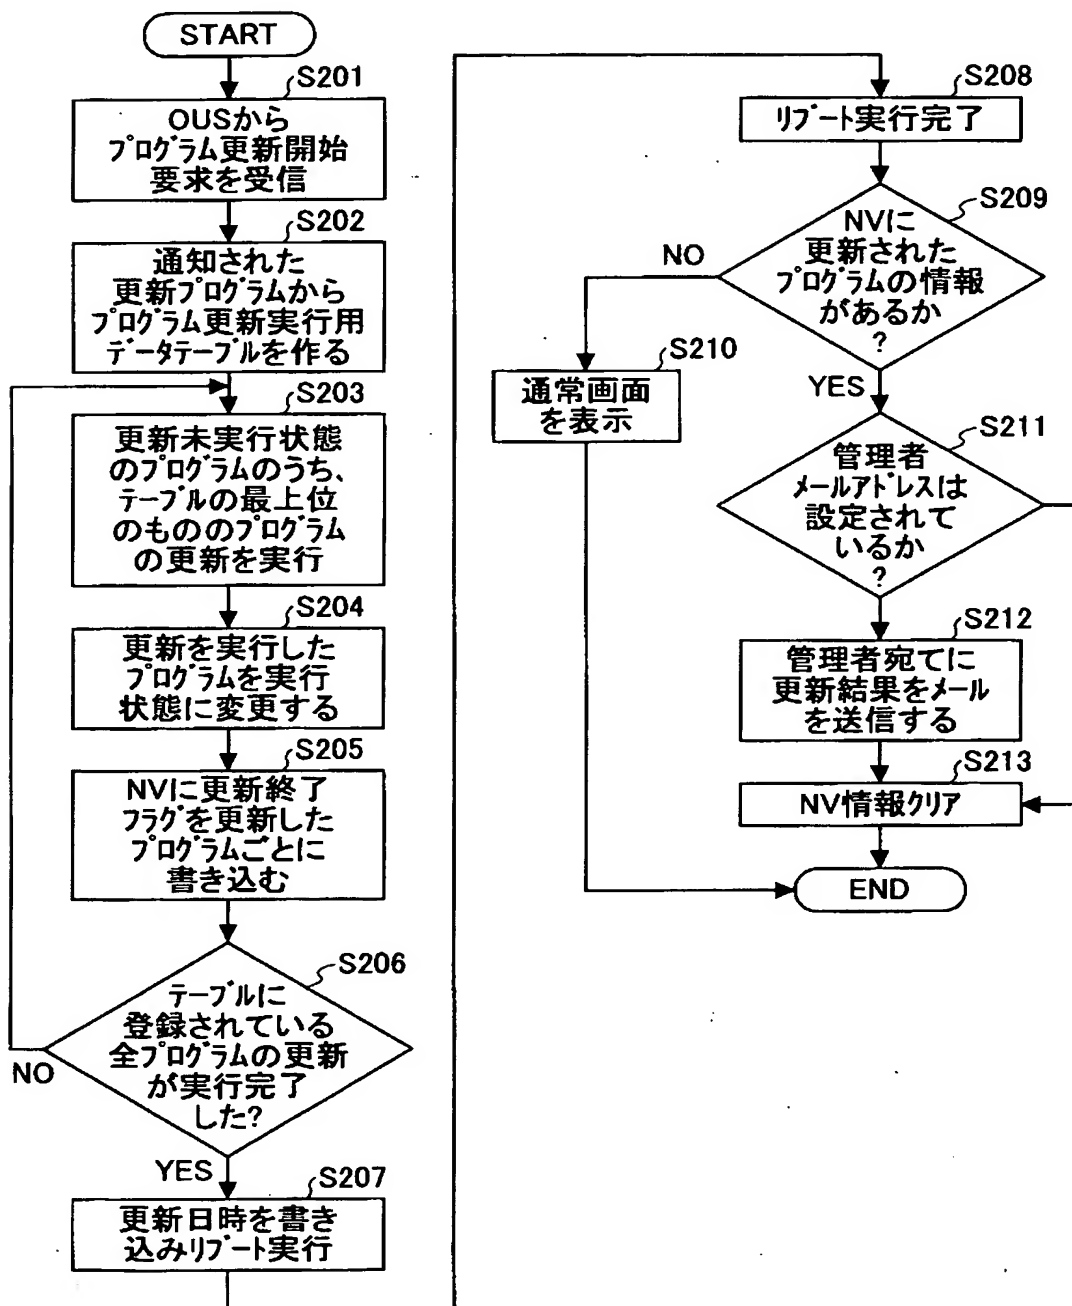 START
S201
OUSから
プログラム更新開始
要求を受信
S202
通知された
更新プログラムから
プログラム更新実行用
データテーブルを作る
S203
更新未実行状態
のプログラムのうち、
テーブルの最上位
のもののプログラム
の更新を実行
S204
更新を実行した
プログラムを実行
状態に変更する
S205
NVに更新終了
フラグを更新した
プログラムごとに
書き込む
S206
テーブルに
登録されている
全プログラムの更新
が実行完了
した?
NO
YES
S207
更新日時を書き
込みリブート実行
S208
リブート実行完了
S209
NVに
更新された
プログラムの情報
があるか
?
NO
YES
S210
通常画面
を表示
S211
管理者
メールアドレスは
設定されて
いるか
?
S212
管理者宛てに
更新結果をメール
を送信する
S213
NV情報クリア
END